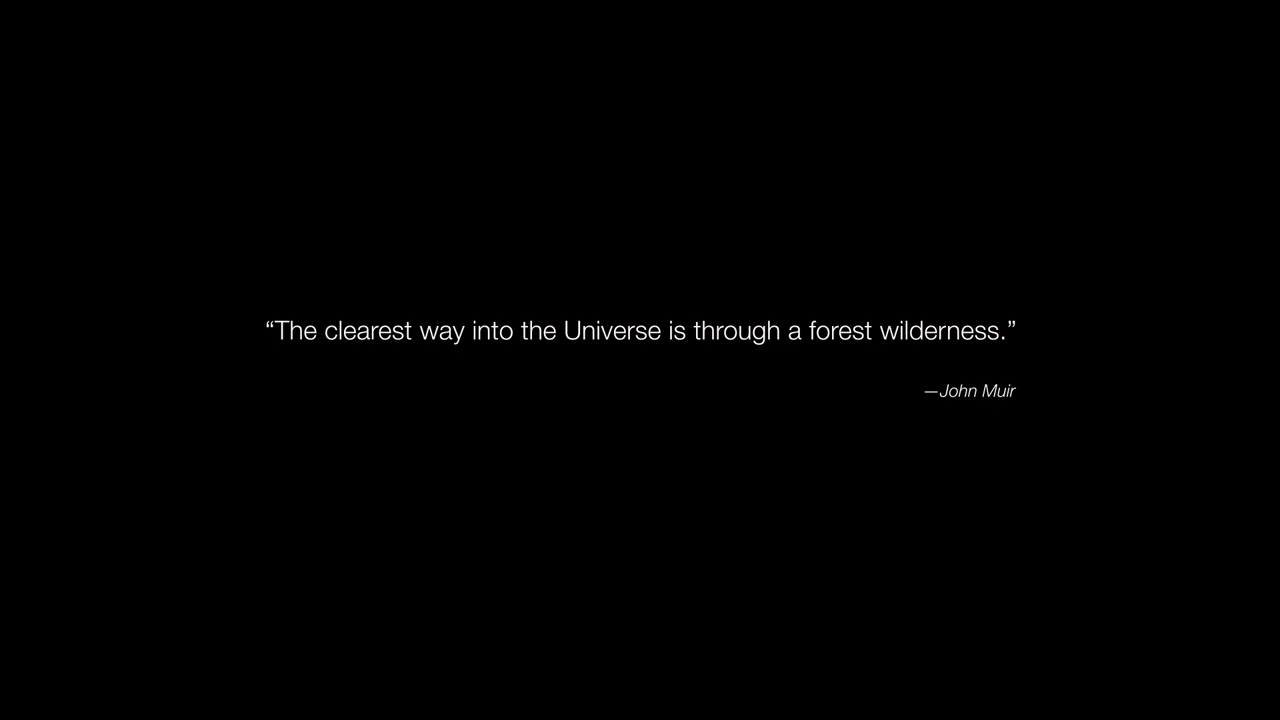 “The clearest way into the Universe is through a forest wilderness.”
—John Muir